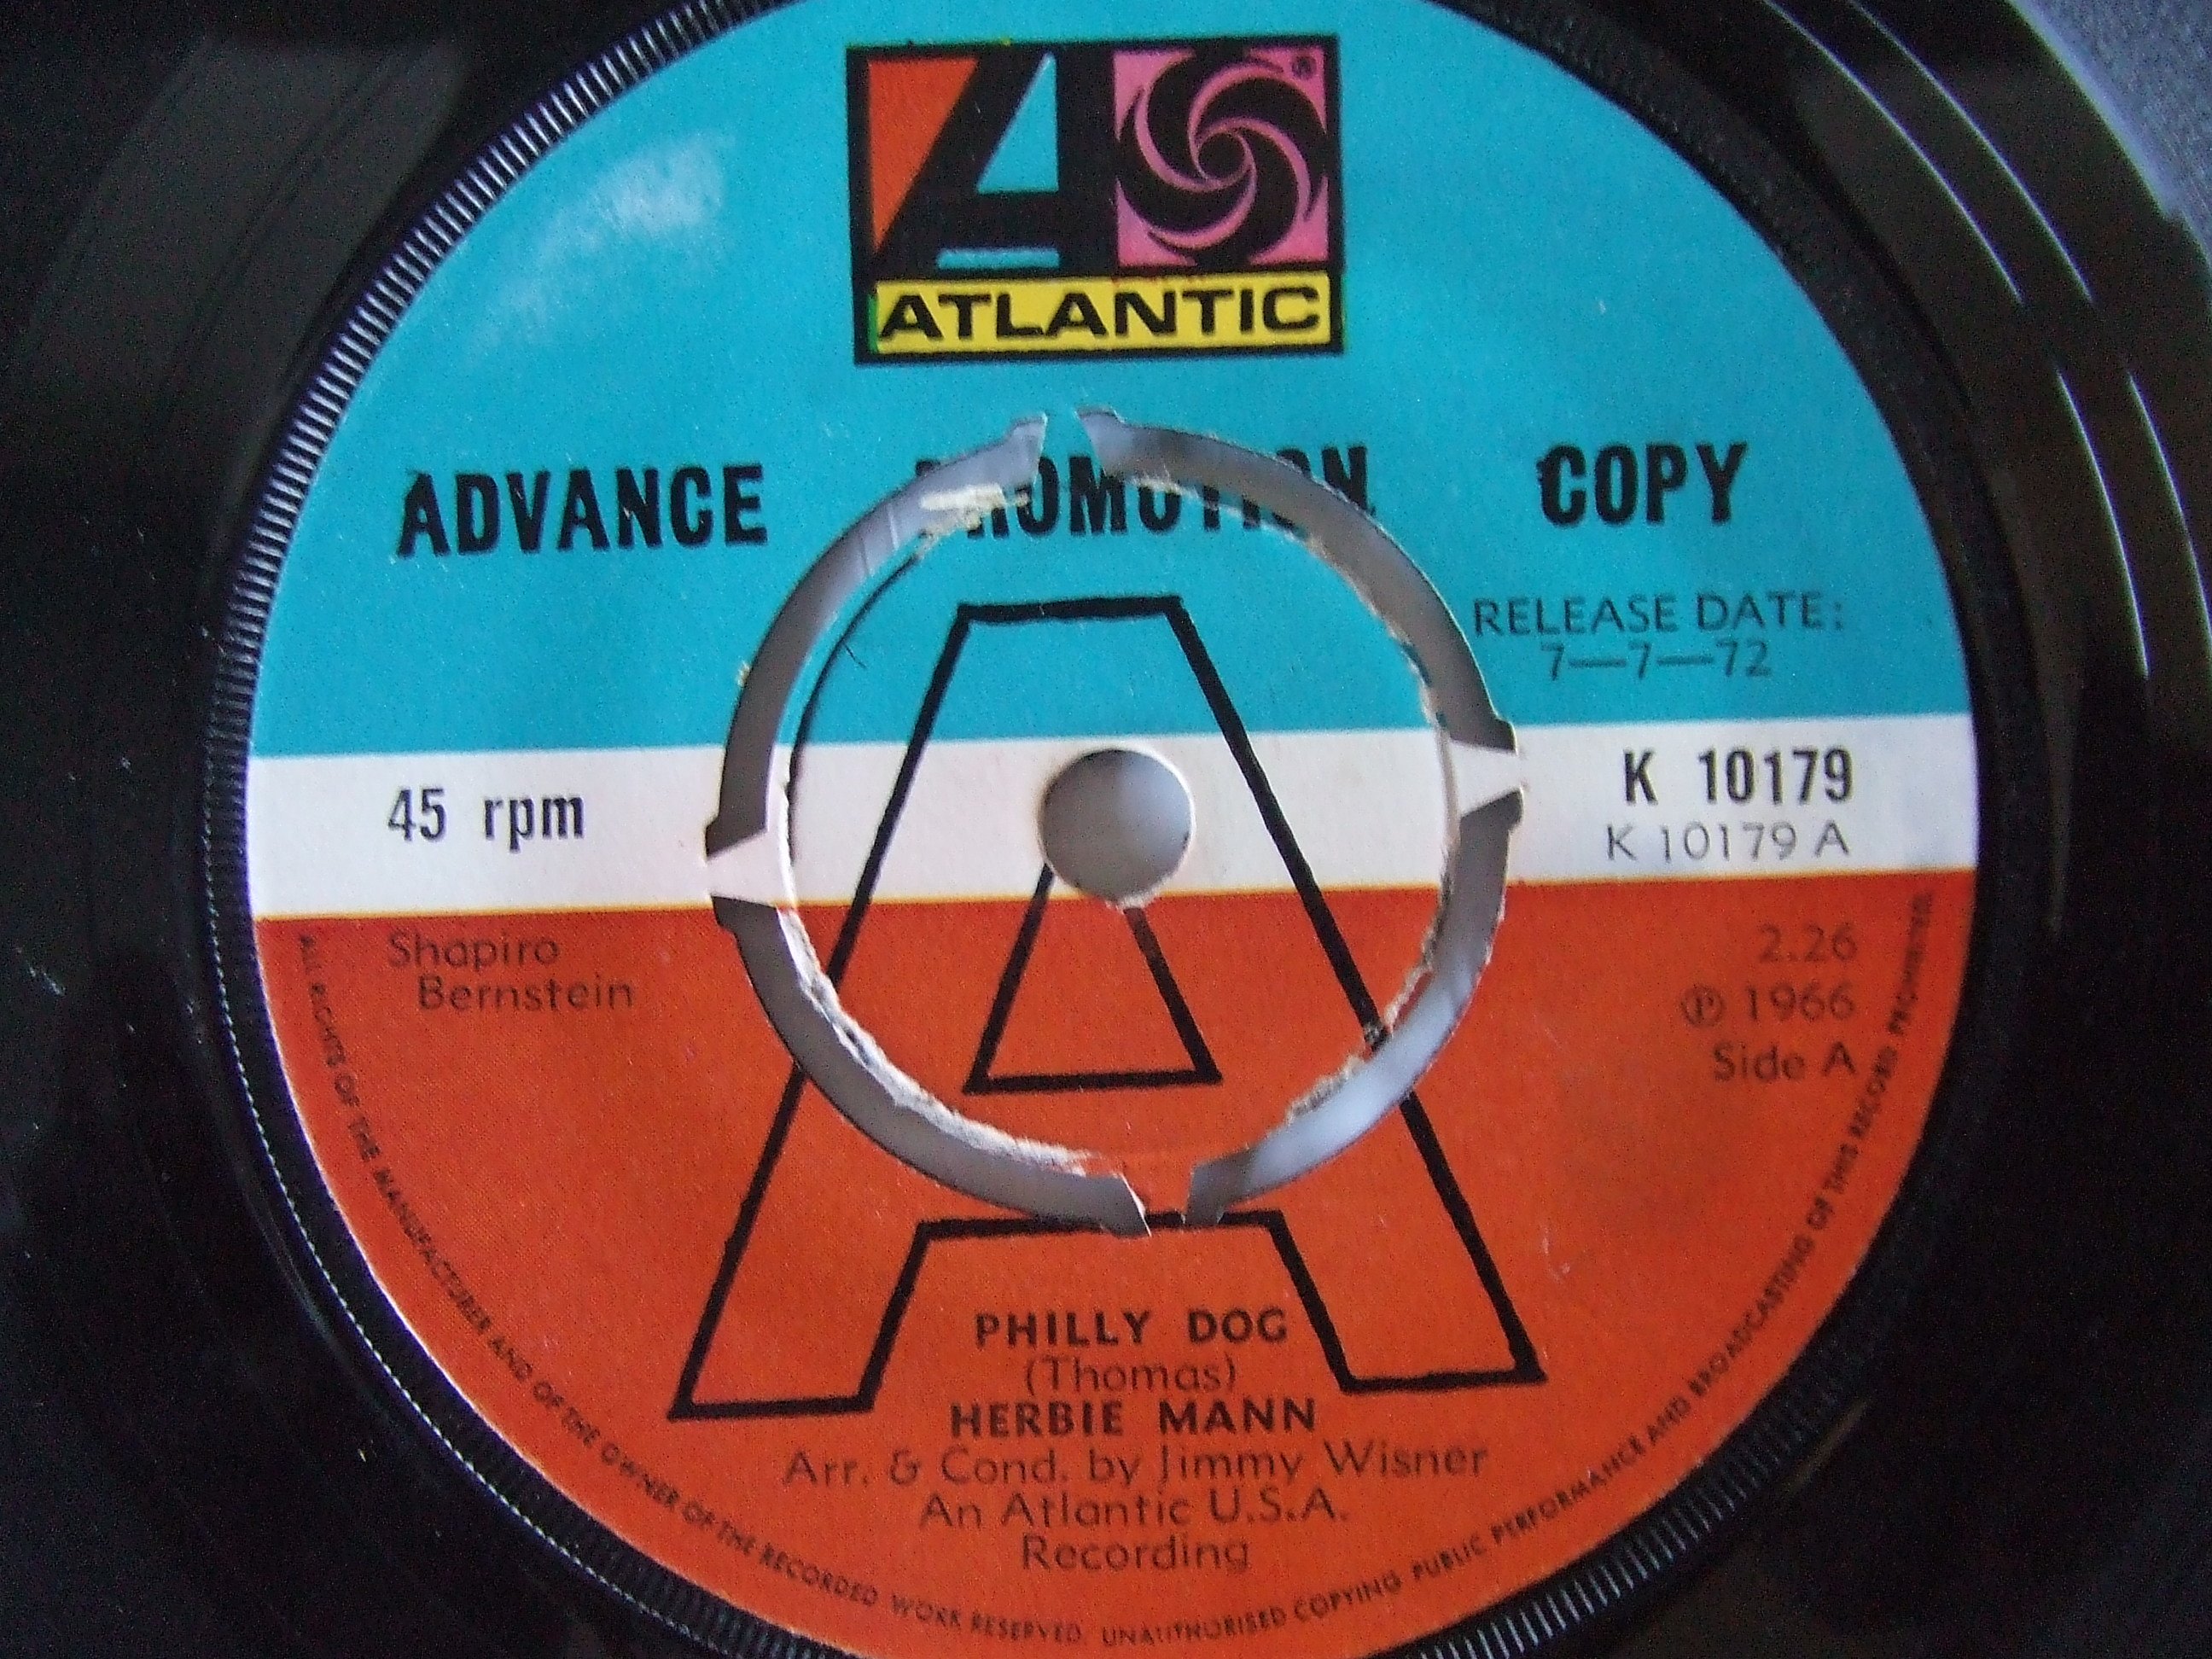 A
®
ATLANTIC
ADVANCE PROMOTION COPY
RELEASE DATE:
7—7—72
A
45 rpm
K 10179
K 10179 A
Shapiro
Bernstein
2.26
℗ 1966
Side A
PHILLY DOG
(Thomas)
HERBIE MANN
Arr. & Cond. by Jimmy Wisner
An Atlantic U.S.A.
Recording
ALL RIGHTS OF THE MANUFACTURER AND OF THE OWNER OF THE RECORDED WORK RESERVED. UNAUTHORISED COPYING PUBLIC PERFORMANCE AND BROADCASTING OF THIS RECORD PROHIBITED.